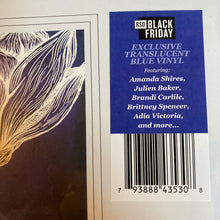 RSD BLACK
FRIDAY
EXCLUSIVE
TRANSLUCENT
BLUE VINYL
Featuring:
Amanda Shires,
Julien Baker,
Brandi Carlile,
Brittney Spencer,
Adia Victoria,
and more...
7 93888 43530 8